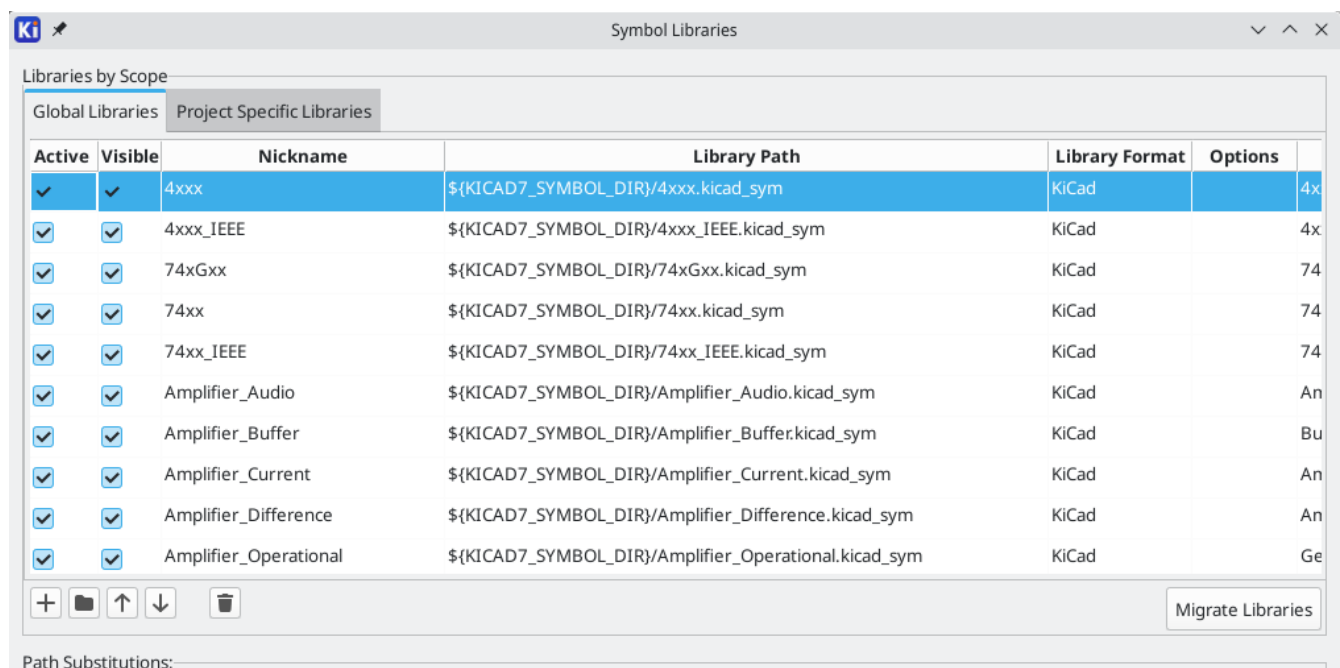 Ki Symbol Libraries
Libraries by Scope
Global Libraries Project Specific Libraries
Active Visible Nickname Library Path Library Format Options
4xxx ${KICAD7_SYMBOL_DIR}/4xxx.kicad_sym KiCad 4x
4xxx_IEEE ${KICAD7_SYMBOL_DIR}/4xxx_IEEE.kicad_sym KiCad 4x
74xGxx ${KICAD7_SYMBOL_DIR}/74xGxx.kicad_sym KiCad 74
74xx ${KICAD7_SYMBOL_DIR}/74xx.kicad_sym KiCad 74
74xx_IEEE ${KICAD7_SYMBOL_DIR}/74xx_IEEE.kicad_sym KiCad 74
Amplifier_Audio ${KICAD7_SYMBOL_DIR}/Amplifier_Audio.kicad_sym KiCad Am
Amplifier_Buffer ${KICAD7_SYMBOL_DIR}/Amplifier_Buffer.kicad_sym KiCad Bu
Amplifier_Current ${KICAD7_SYMBOL_DIR}/Amplifier_Current.kicad_sym KiCad Am
Amplifier_Difference ${KICAD7_SYMBOL_DIR}/Amplifier_Difference.kicad_sym KiCad Am
Amplifier_Operational ${KICAD7_SYMBOL_DIR}/Amplifier_Operational.kicad_sym KiCad Ge
Migrate Libraries
Path Substitutions: